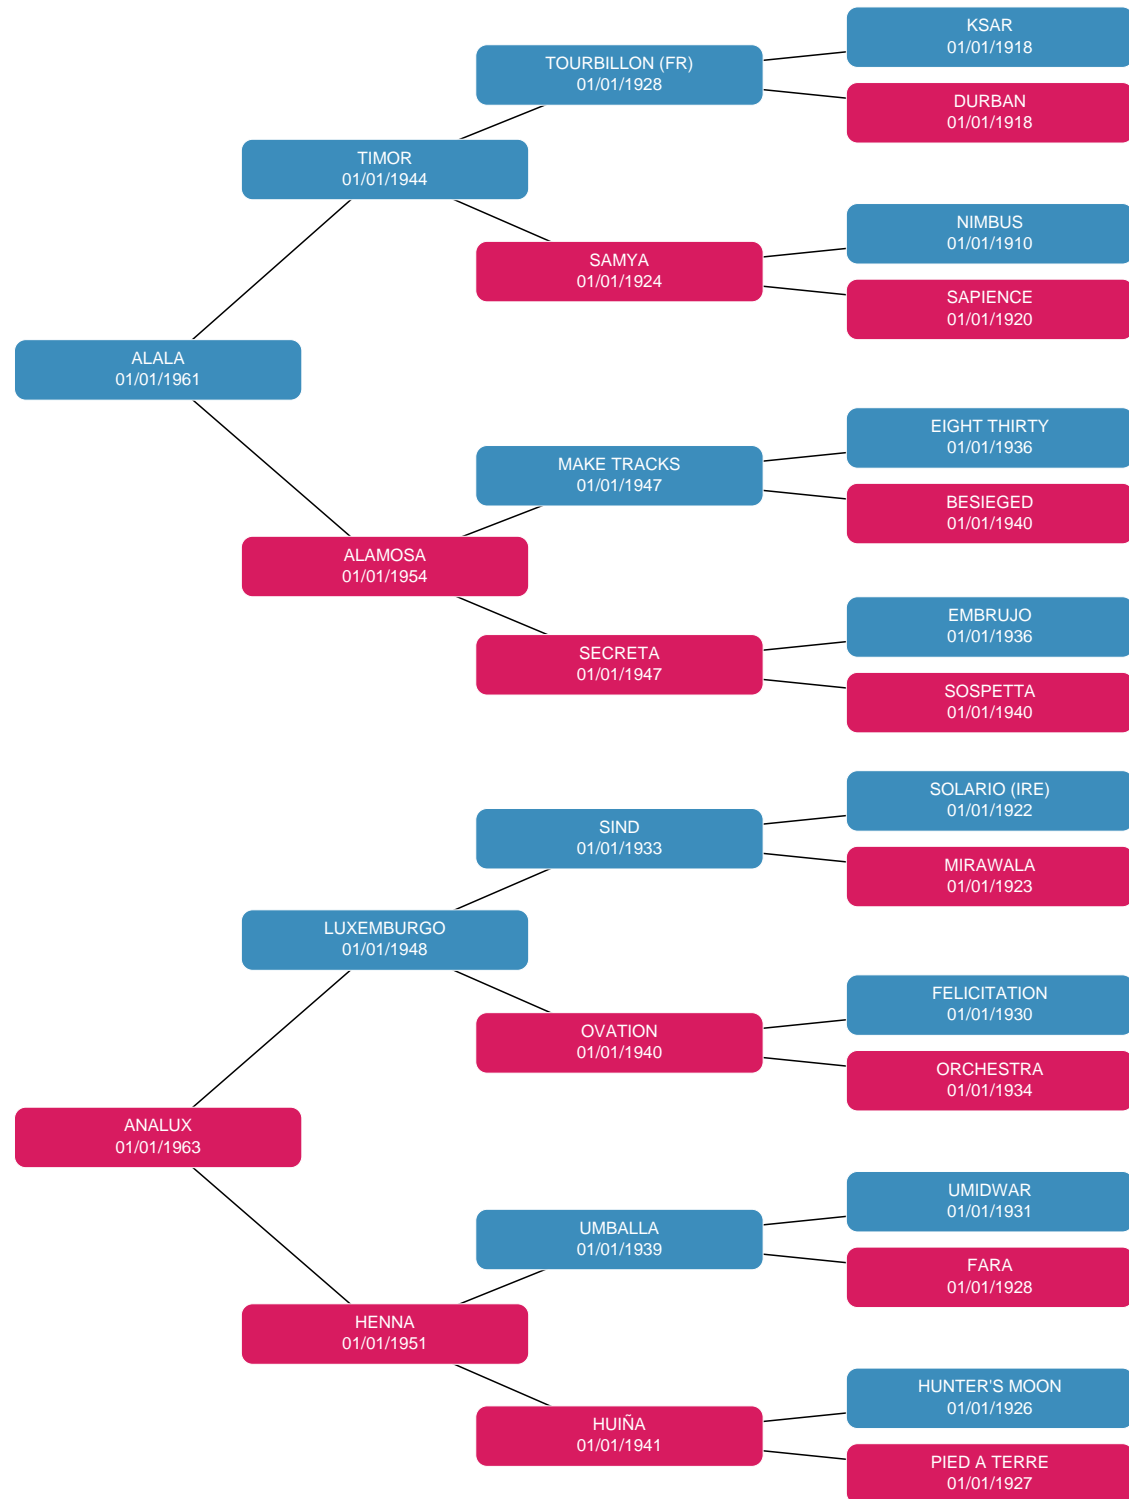 KSAR
01/01/1918
TOURBILLON (FR)
01/01/1928
DURBAN
01/01/1918
TIMOR
01/01/1944
NIMBUS
01/01/1910
SAMYA
01/01/1924
SAPIENCE
01/01/1920
ALALA
01/01/1961
EIGHT THIRTY
01/01/1936
MAKE TRACKS
01/01/1947
BESIEGED
01/01/1940
ALAMOSA
01/01/1954
EMBRUJO
01/01/1936
SECRETA
01/01/1947
SOSPETTA
01/01/1940
SOLARIO (IRE)
01/01/1922
SIND
01/01/1933
MIRAWALA
01/01/1923
LUXEMBURGO
01/01/1948
FELICITATION
01/01/1930
OVATION
01/01/1940
ORCHESTRA
01/01/1934
ANALUX
01/01/1963
UMIDWAR
01/01/1931
UMBALLA
01/01/1939
FARA
01/01/1928
HENNA
01/01/1951
HUNTER'S MOON
01/01/1926
HUIÑA
01/01/1941
PIED A TERRE
01/01/1927